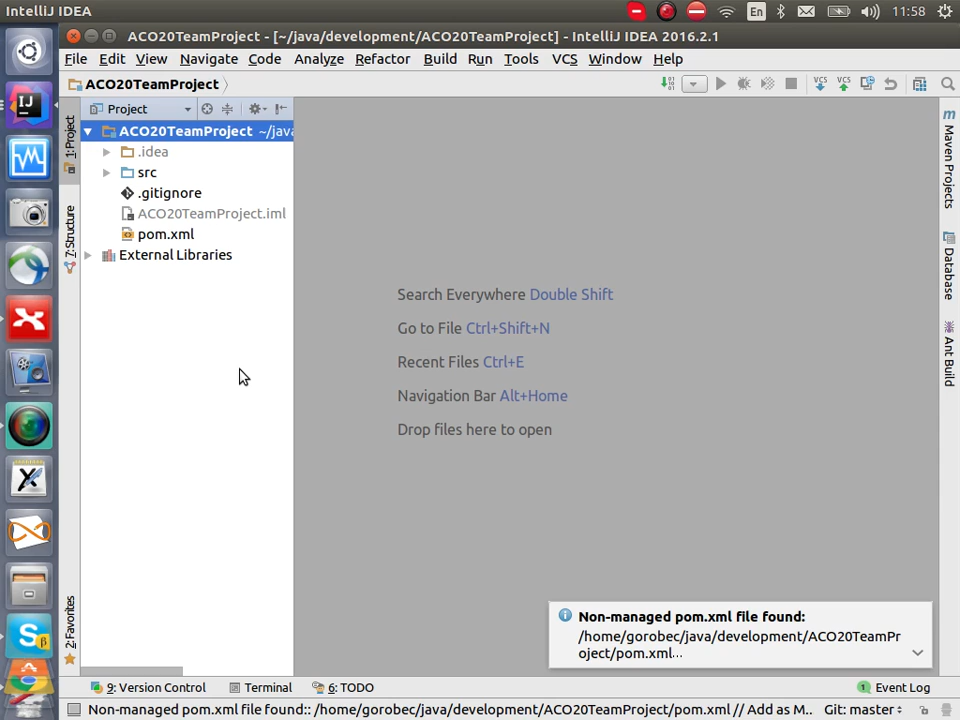 IntelliJ IDEA
En
11:58
ACO20TeamProject - [~/java/development/ACO20TeamProject] - IntelliJ IDEA 2016.2.1
File Edit View Navigate Code Analyze Refactor Build Run Tools VCS Window Help
ACO20TeamProject
VCS VCS
Project
1: Project
7: Structure
2: Favorites
ACO20TeamProject ~/java
.idea
src
.gitignore
ACO20TeamProject.iml
pom.xml
External Libraries
Search Everywhere Double Shift
Go to File Ctrl+Shift+N
Recent Files Ctrl+E
Navigation Bar Alt+Home
Drop files here to open
Maven Projects
Database
Ant Build
Non-managed pom.xml file found:
/home/gorobec/java/development/ACO20TeamPr
oject/pom.xml...
9: Version Control Terminal 6: TODO
1 Event Log
Non-managed pom.xml file found:: /home/gorobec/java/development/ACO20TeamProject/pom.xml // Add as M... Git: master